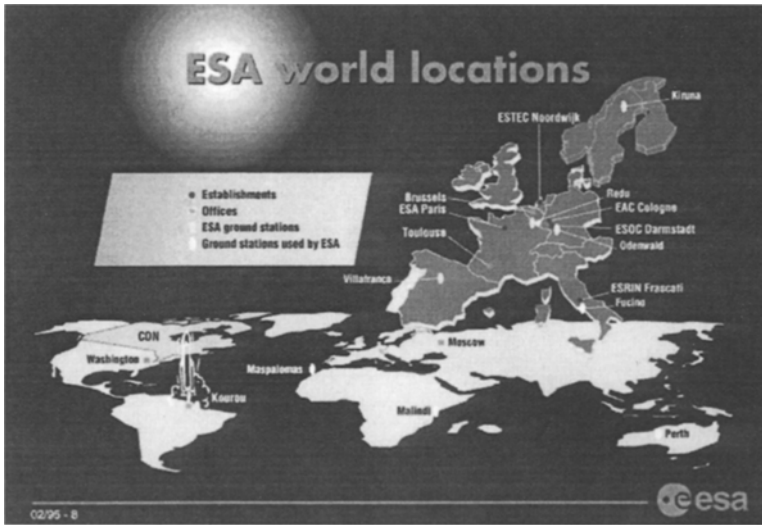 ESA world locations
Kiruna
ESTEC Noordwijk
Establishments
Offices
ESA ground stations
Ground stations used by ESA
Brussels
ESA Paris
Toulouse
Redu
EAC Cologne
ESOC Darmstadt
Odenwald
Villafranca
ESRIN Frascati
Fucino
CDN
Washington
Moscow
Maspalomas
Kourou
Malindi
Perth
02/95 - 8
esa